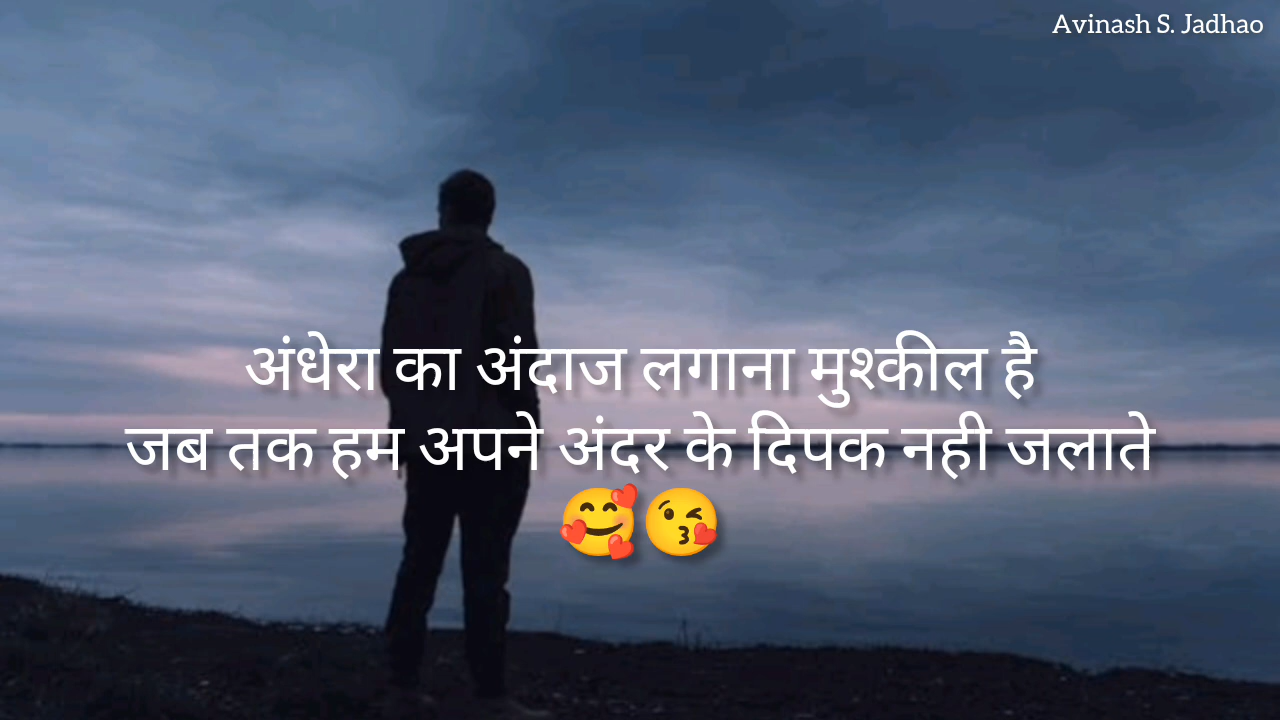 Avinash S. Jadhao
अंधेरा का अंदाज लगाना मुश्कील है
जब तक हम अपने अंदर के दिपक नही जलाते
🥰😘